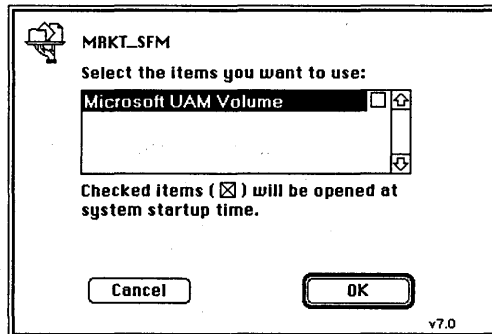 MRKT_SFM
Select the items you want to use:
Microsoft UAM Volume
Checked items ( ☒ ) will be opened at
system startup time.
Cancel
OK
v7.0